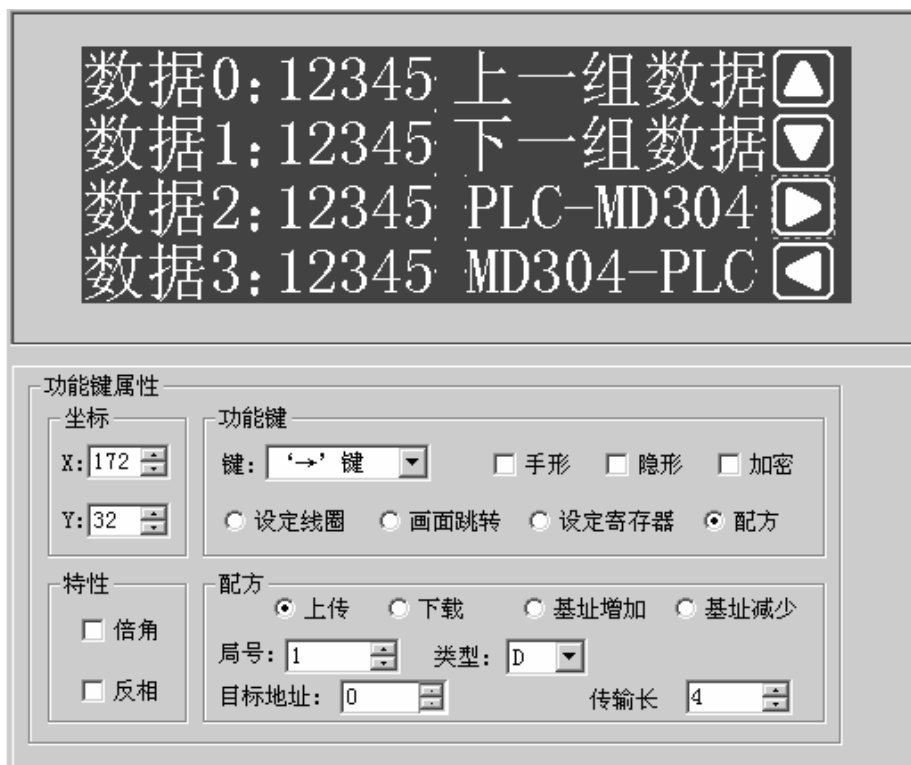 数据0:12345 上一组数据
数据1:12345 下一组数据
数据2:12345 PLC-MD304
数据3:12345 MD304-PLC
功能键属性
坐标
X: 172
Y: 32
功能键
键: ‘→’ 键 手形 隐形 加密
设定线圈 画面跳转 设定寄存器 配方
特性
倍角
反相
配方
上传 下载 基址增加 基址减少
局号: 1 类型: D
目标地址: 0 传输长 4